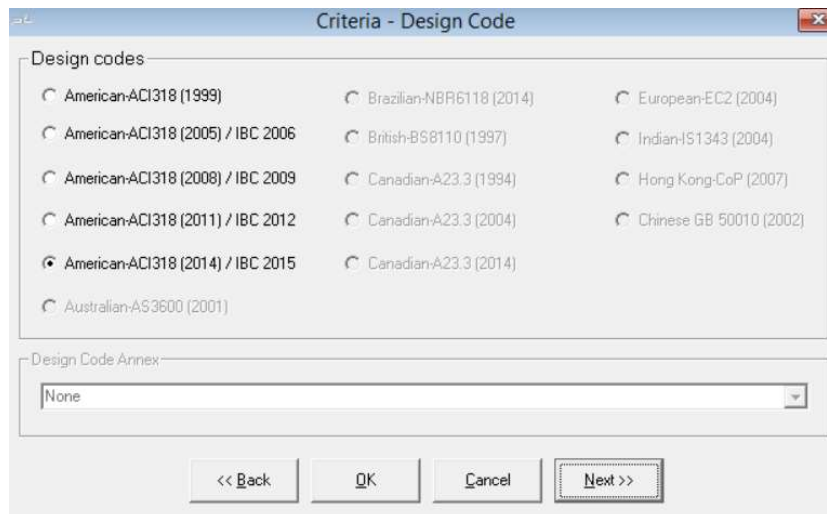 Criteria - Design Code
Design codes
American-ACI318 (1999)
American-ACI318 (2005) / IBC 2006
American-ACI318 (2008) / IBC 2009
American-ACI318 (2011) / IBC 2012
American-ACI318 (2014) / IBC 2015
Australian-AS3600 (2001)
Brazilian-NBR6118 (2014)
British-BS8110 (1997)
Canadian-A23.3 (1994)
Canadian-A23.3 (2004)
Canadian-A23.3 (2014)
European-EC2 (2004)
Indian-IS1343 (2004)
Hong Kong-CoP (2007)
Chinese GB 50010 (2002)
Design Code Annex
None
<< Back
OK
Cancel
Next >>